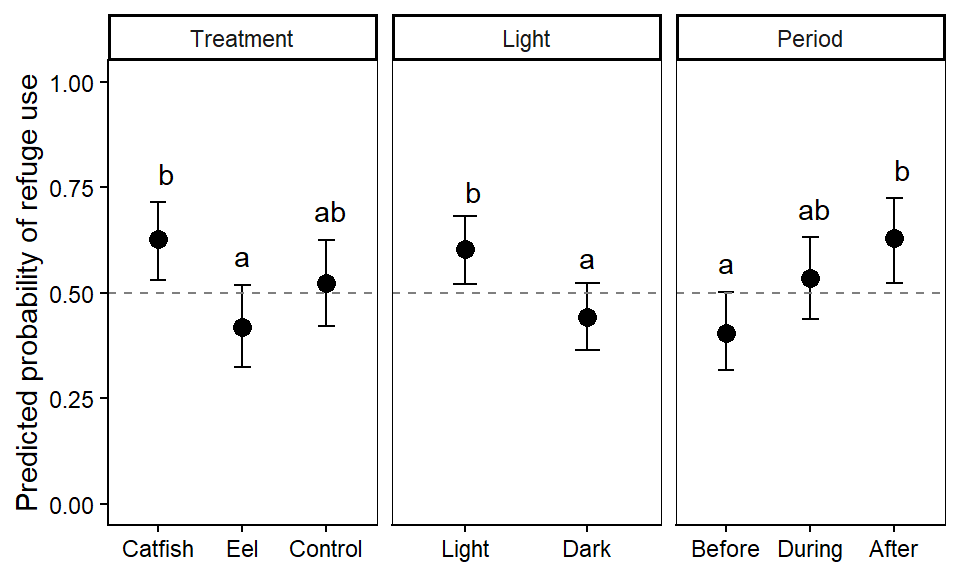 Treatment
Light
Period
Predicted probability of refuge use
1.00
0.75
0.50
0.25
0.00
b
a
ab
b
a
a
ab
b
Catfish Eel Control
Light Dark
Before During After